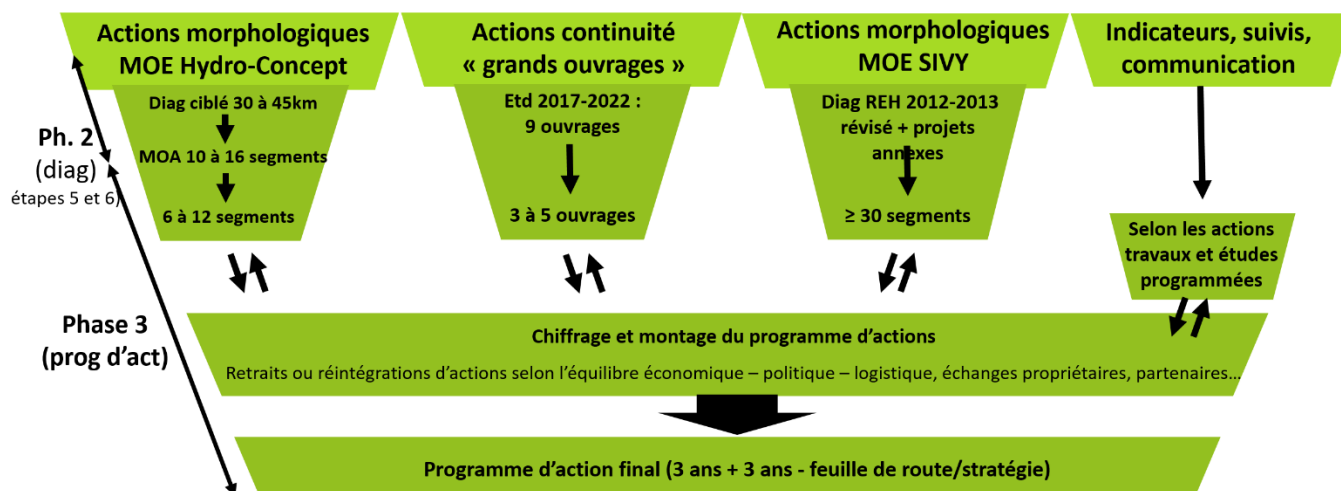 Actions morphologiques
MOE Hydro-Concept
Diag ciblé 30 à 45km
MOA 10 à 16 segments
6 à 12 segments
Actions continuité
« grands ouvrages »
Etd 2017-2022 :
9 ouvrages
3 à 5 ouvrages
Actions morphologiques
MOE SIVY
Diag REH 2012-2013
révisé + projets
annexes
≥ 30 segments
Indicateurs, suivis,
communication
Selon les actions
travaux et études
programmées
Ph. 2
(diag)
étapes 5 et 6)
Phase 3
(prog d’act)
Chiffrage et montage du programme d’actions
Retraits ou réintégrations d’actions selon l’équilibre économique – politique – logistique, échanges propriétaires, partenaires…
Programme d’action final (3 ans + 3 ans - feuille de route/stratégie)